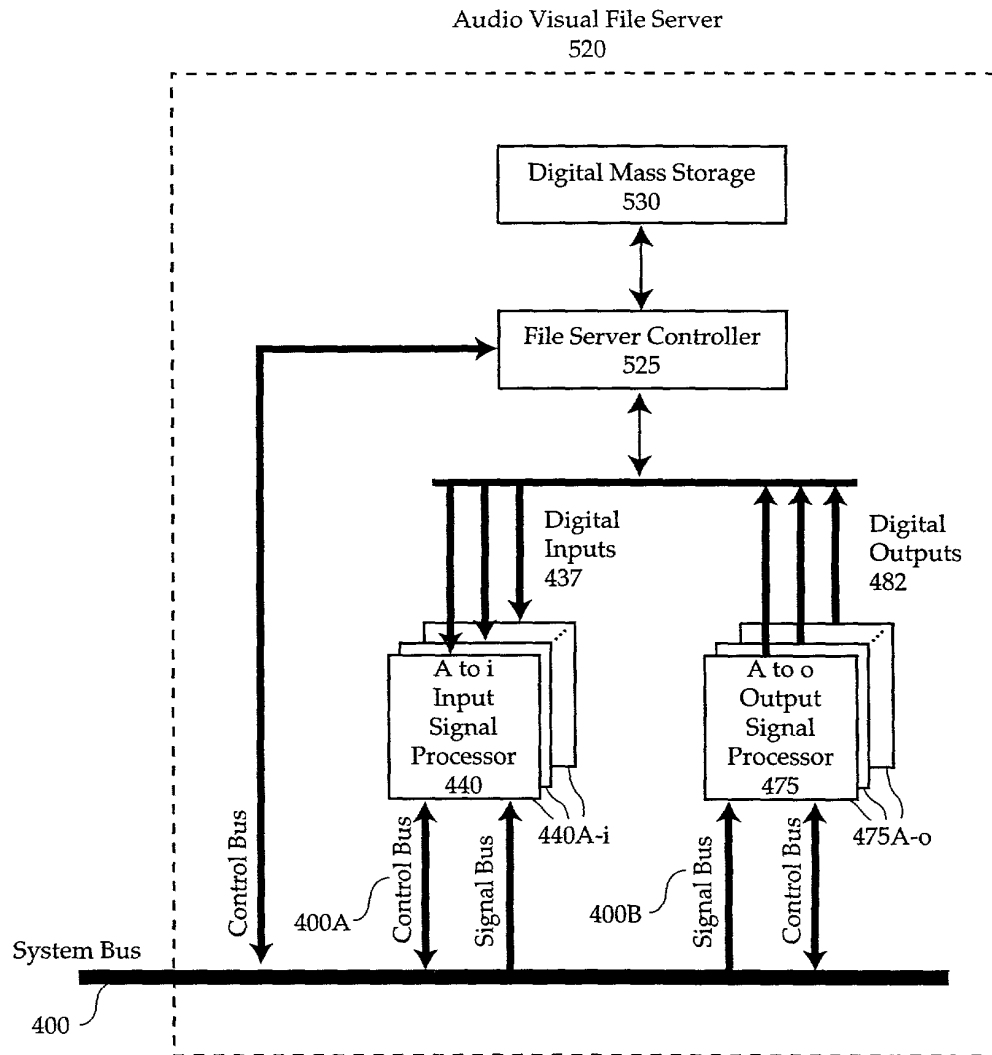 Audio Visual File Server
520
Digital Mass Storage
530
File Server Controller
525
Digital
Inputs
437
Digital
Outputs
482
A to i
Input
Signal
Processor
440
A to o
Output
Signal
Processor
475
440A-i
475A-o
Control Bus
400A
Control Bus
Signal Bus
400B
Signal Bus
Control Bus
System Bus
400